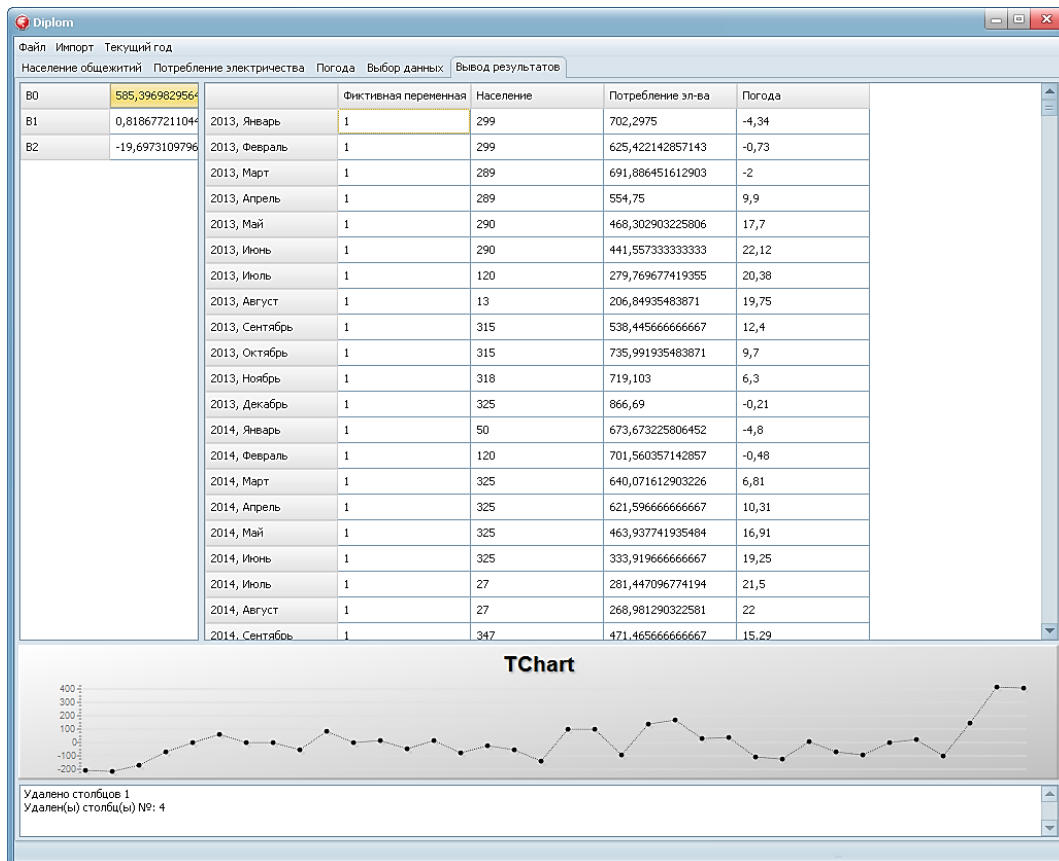 Diplom
Файл Импорт Текущий год
Население общежитий Потребление электричества Погода Выбор данных Вывод результатов
B0 585,3969829564
B1 0,818677211044
B2 -19,6973109796
Фиктивная переменная Население Потребление эл-ва Погода
2013, Январь 1 299 702,2975 -4,34
2013, Февраль 1 299 625,422142857143 -0,73
2013, Март 1 289 691,886451612903 -2
2013, Апрель 1 289 554,75 9,9
2013, Май 1 290 468,302903225806 17,7
2013, Июнь 1 290 441,557333333333 22,12
2013, Июль 1 120 279,769677419355 20,38
2013, Август 1 13 206,84935483871 19,75
2013, Сентябрь 1 315 538,445666666667 12,4
2013, Октябрь 1 315 735,991935483871 9,7
2013, Ноябрь 1 318 719,103 6,3
2013, Декабрь 1 325 866,69 -0,21
2014, Январь 1 50 673,673225806452 -4,8
2014, Февраль 1 120 701,560357142857 -0,48
2014, Март 1 325 640,071612903226 6,81
2014, Апрель 1 325 621,596666666667 10,31
2014, Май 1 325 463,937741935484 16,91
2014, Июнь 1 325 333,919666666667 19,25
2014, Июль 1 27 281,447096774194 21,5
2014, Август 1 27 268,981290322581 22
2014, Сентябрь 1 347 471,465666666667 15,29
TChart
400
300
200
100
0
-100
-200
Удалено столбцов 1
Удален(ы) столбц(ы) №: 4